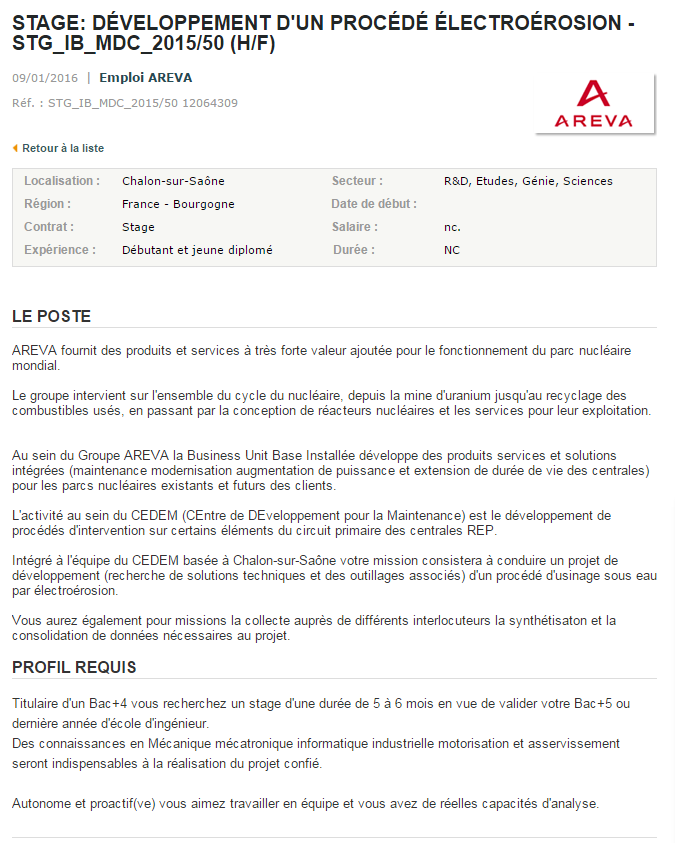 STAGE: DÉVELOPPEMENT D'UN PROCÉDÉ ÉLECTROÉROSION -
STG_IB_MDC_2015/50 (H/F)
09/01/2016 | Emploi AREVA
Réf. : STG_IB_MDC_2015/50 12064309
AREVA
Retour à la liste
Localisation : Chalon-sur-Saône Secteur : R&D, Etudes, Génie, Sciences
Région : France - Bourgogne Date de début :
Contrat : Stage Salaire : nc.
Expérience : Débutant et jeune diplomé Durée : NC
LE POSTE
AREVA fournit des produits et services à très forte valeur ajoutée pour le fonctionnement du parc nucléaire
mondial.
Le groupe intervient sur l'ensemble du cycle du nucléaire, depuis la mine d'uranium jusqu'au recyclage des
combustibles usés, en passant par la conception de réacteurs nucléaires et les services pour leur exploitation.
Au sein du Groupe AREVA la Business Unit Base Installée développe des produits services et solutions
intégrées (maintenance modernisation augmentation de puissance et extension de durée de vie des centrales)
pour les parcs nucléaires existants et futurs des clients.
L'activité au sein du CEDEM (CEntre de DEveloppement pour la Maintenance) est le développement de
procédés d'intervention sur certains éléments du circuit primaire des centrales REP.
Intégré à l'équipe du CEDEM basée à Chalon-sur-Saône votre mission consistera à conduire un projet de
développement (recherche de solutions techniques et des outillages associés) d'un procédé d'usinage sous eau
par électroérosion.
Vous aurez également pour missions la collecte auprès de différents interlocuteurs la synthétisaton et la
consolidation de données nécessaires au projet.
PROFIL REQUIS
Titulaire d'un Bac+4 vous recherchez un stage d'une durée de 5 à 6 mois en vue de valider votre Bac+5 ou
dernière année d'école d'ingénieur.
Des connaissances en Mécanique mécatronique informatique industrielle motorisation et asservissement
seront indispensables à la réalisation du projet confié.
Autonome et proactif(ve) vous aimez travailler en équipe et vous avez de réelles capacités d'analyse.